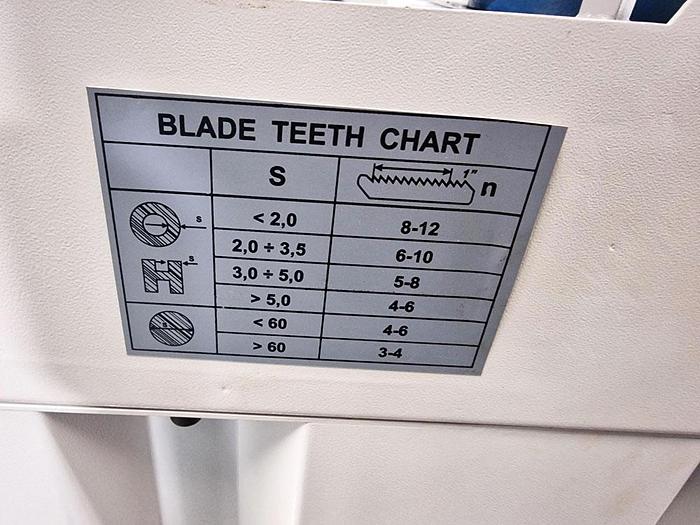 BLADE TEETH CHART
S 1" n
S < 2,0 8-12
2,0 ÷ 3,5 6-10
S 3,0 ÷ 5,0 5-8
> 5,0 4-6
S < 60 4-6
> 60 3-4